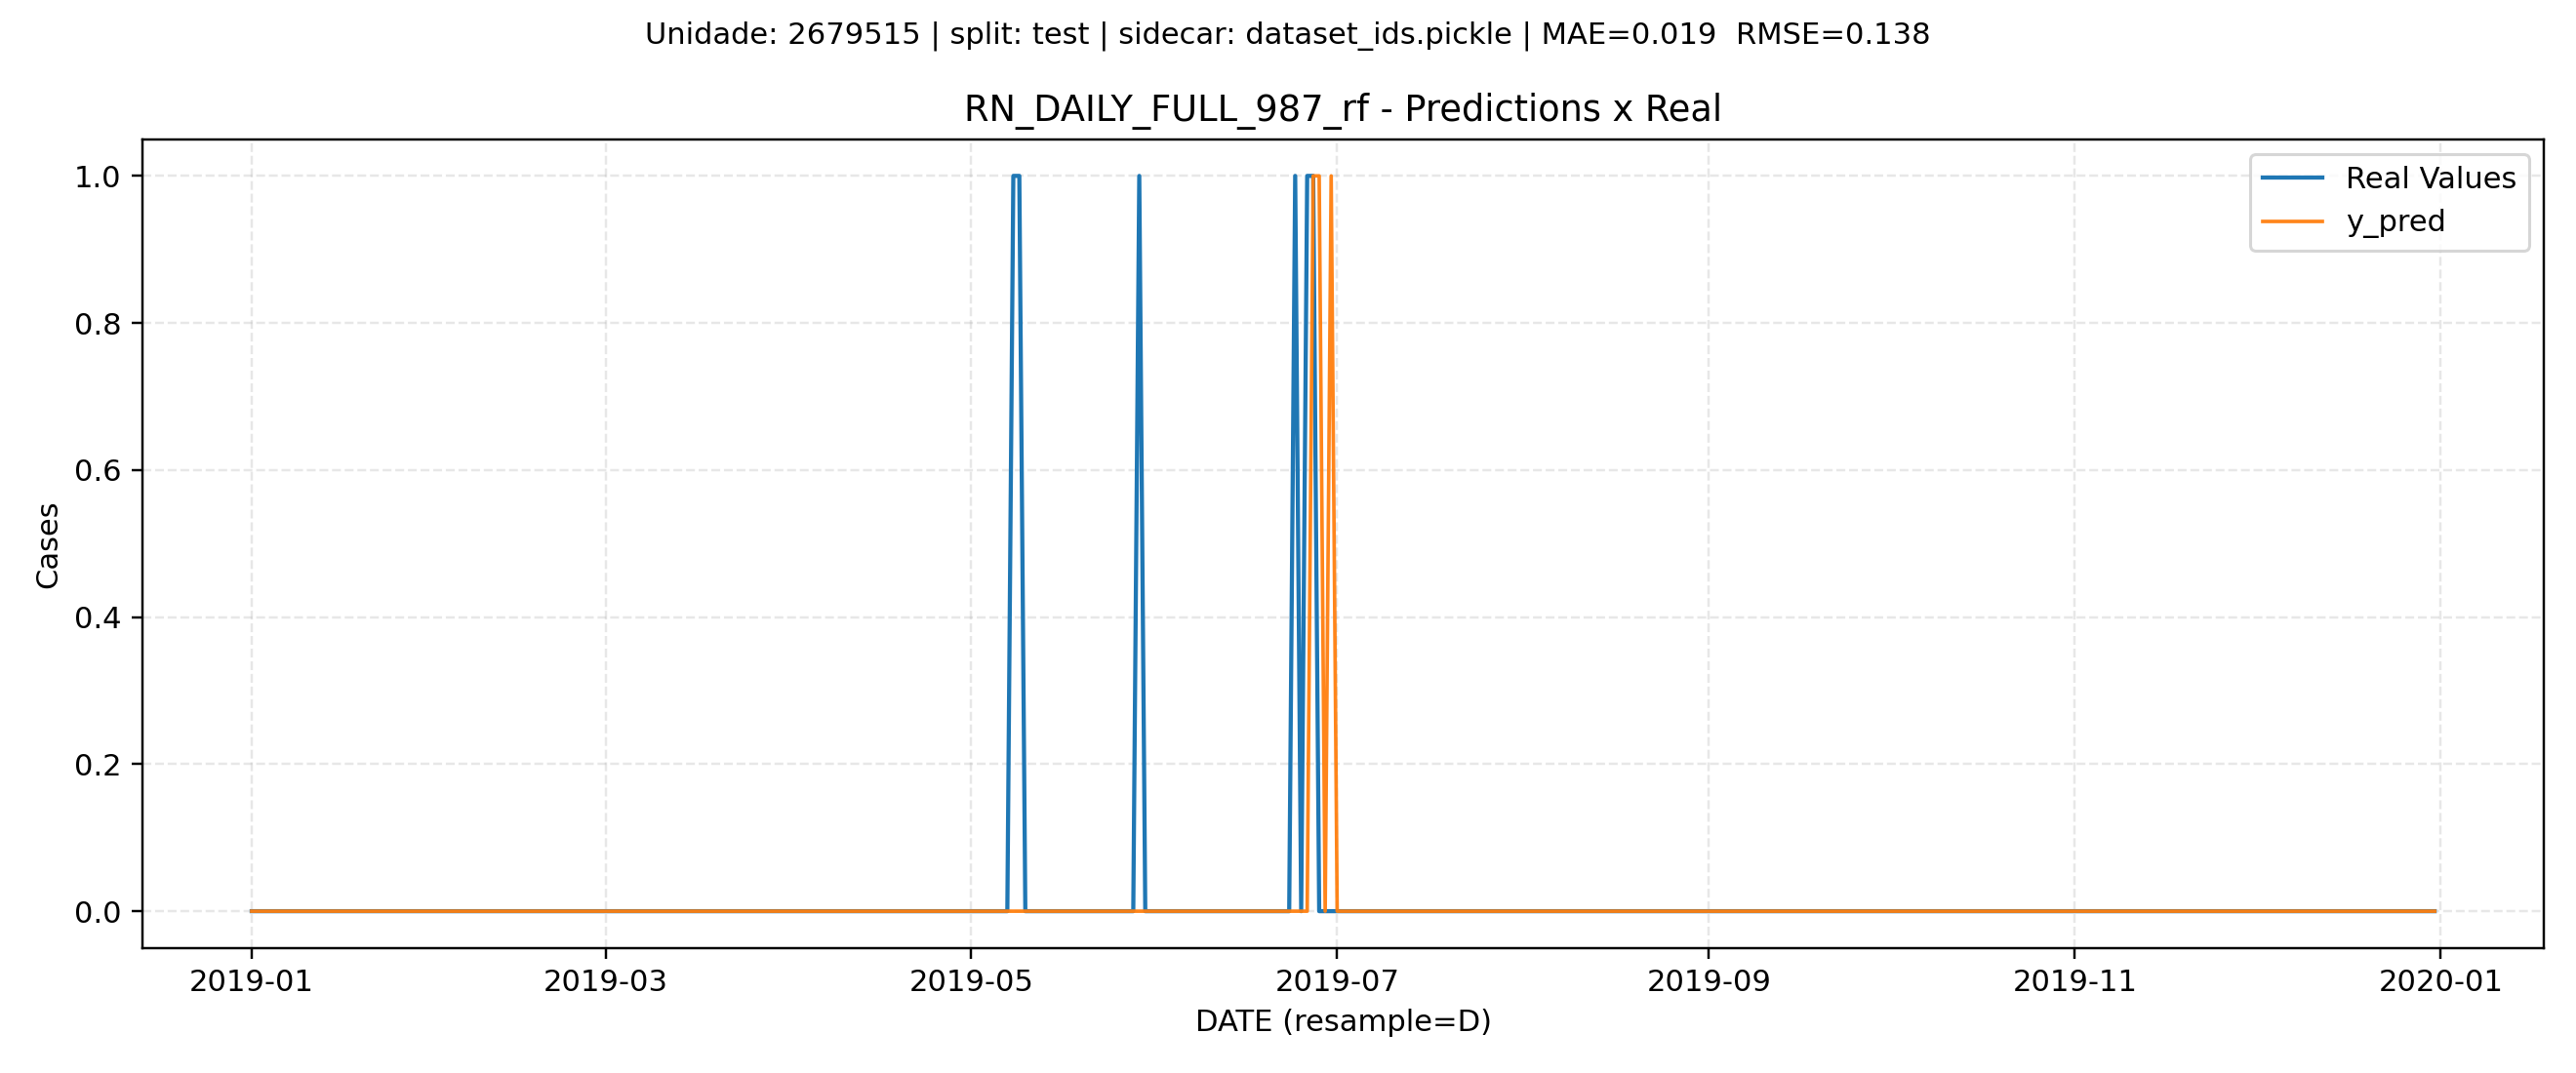 Unidade: 2679515 | split: test | sidecar: dataset_ids.pickle | MAE=0.019  RMSE=0.138
RN_DAILY_FULL_987_rf - Predictions x Real
Real Values
y_pred
1.0
0.8
0.6
0.4
0.2
0.0
Cases
2019-01
2019-03
2019-05
2019-07
2019-09
2019-11
2020-01
DATE (resample=D)